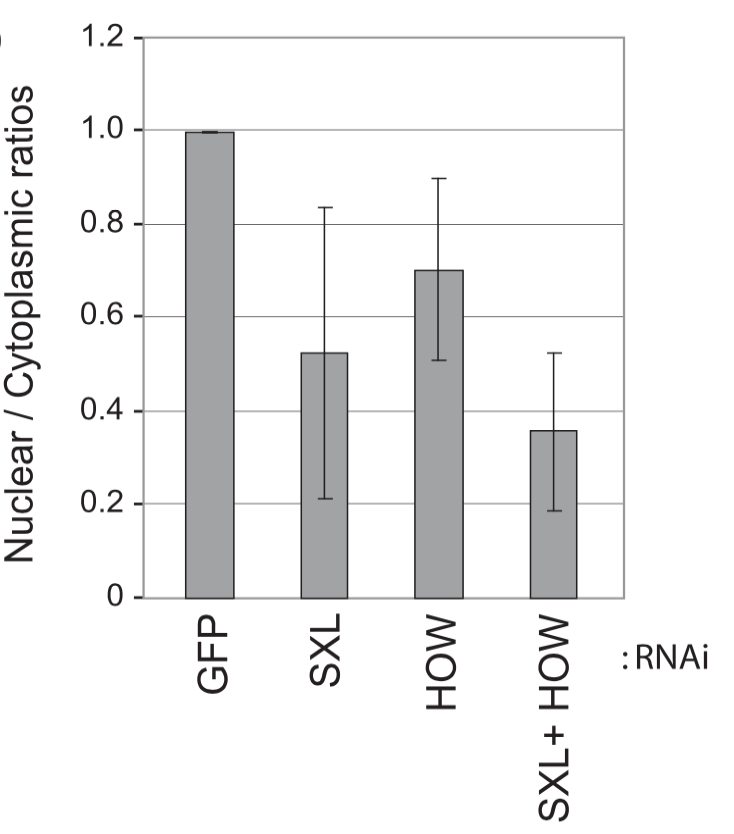 Nuclear / Cytoplasmic ratios
1.2
1.0
0.8
0.6
0.4
0.2
0
GFP
SXL
HOW
SXL+ HOW
:RNAi